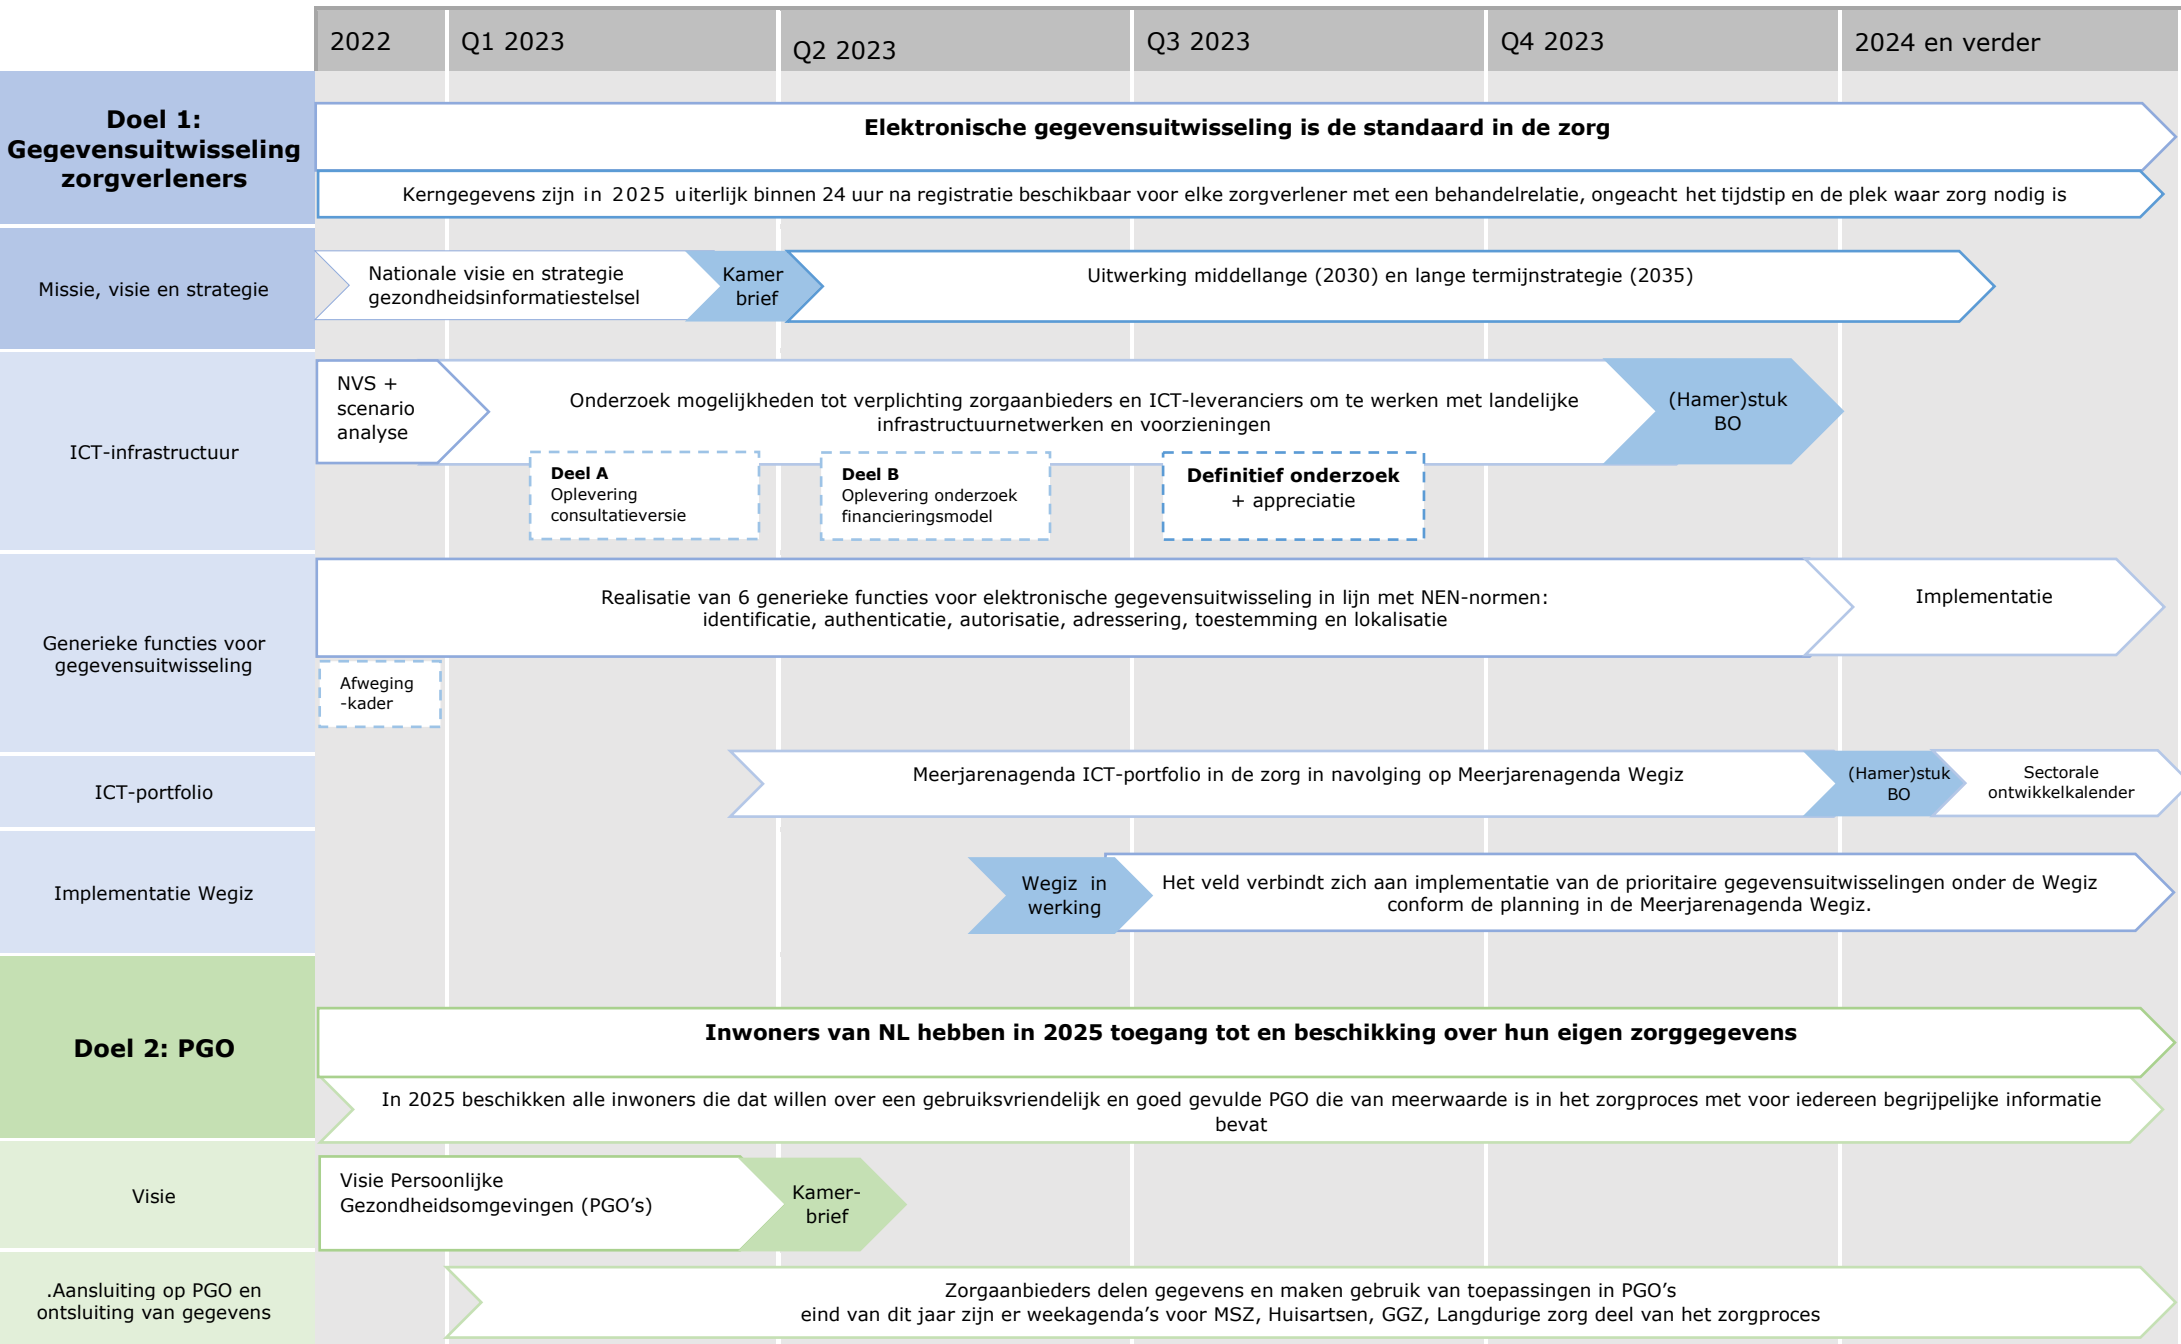 2022
Q1 2023
Q2 2023
Q3 2023
Q4 2023
2024 en verder
Doel 1:
Gegevensuitwisseling
zorgverleners
Elektronische gegevensuitwisseling is de standaard in de zorg
Kerngegevens zijn in 2025 uiterlijk binnen 24 uur na registratie beschikbaar voor elke zorgverlener met een behandelrelatie, ongeacht het tijdstip en de plek waar zorg nodig is
Missie, visie en strategie
Nationale visie en strategie
gezondheidsinformatiestelsel
Kamer
brief
Uitwerking middellange (2030) en lange termijnstrategie (2035)
ICT-infrastructuur
NVS +
scenario
analyse
Onderzoek mogelijkheden tot verplichting zorgaanbieders en ICT-leveranciers om te werken met landelijke
infrastructuurnetwerken en voorzieningen
(Hamer)stuk
BO
Deel A
Oplevering
consultatieversie
Deel B
Oplevering onderzoek
financieringsmodel
Definitief onderzoek
+ appreciatie
Generieke functies voor
gegevensuitwisseling
Realisatie van 6 generieke functies voor elektronische gegevensuitwisseling in lijn met NEN-normen:
identificatie, authenticatie, autorisatie, adressering, toestemming en lokalisatie
Implementatie
Afweging
-kader
ICT-portfolio
Meerjarenagenda ICT-portfolio in de zorg in navolging op Meerjarenagenda Wegiz
(Hamer)stuk
BO
Sectorale
ontwikkelkalender
Implementatie Wegiz
Wegiz in
werking
Het veld verbindt zich aan implementatie van de prioritaire gegevensuitwisselingen onder de Wegiz
conform de planning in de Meerjarenagenda Wegiz.
Doel 2: PGO
Inwoners van NL hebben in 2025 toegang tot en beschikking over hun eigen zorggegevens
In 2025 beschikken alle inwoners die dat willen over een gebruiksvriendelijk en goed gevulde PGO die van meerwaarde is in het zorgproces met voor iedereen begrijpelijke informatie
bevat
Visie
Visie Persoonlijke
Gezondheidsomgevingen (PGO’s)
Kamer-
brief
.Aansluiting op PGO en
ontsluiting van gegevens
Zorgaanbieders delen gegevens en maken gebruik van toepassingen in PGO’s
eind van dit jaar zijn er weekagenda’s voor MSZ, Huisartsen, GGZ, Langdurige zorg deel van het zorgproces